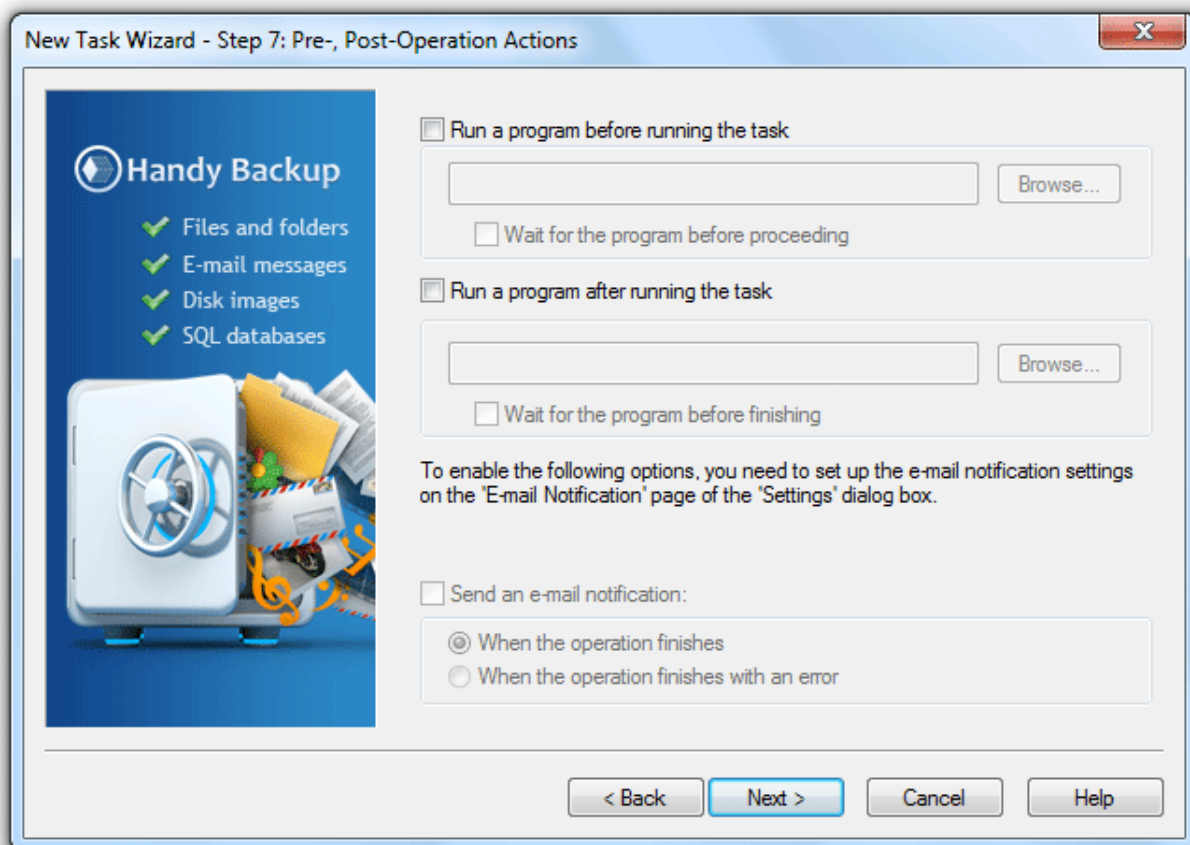 New Task Wizard - Step 7: Pre-, Post-Operation Actions
Handy Backup
Files and folders
E-mail messages
Disk images
SQL databases
Run a program before running the task
Browse...
Wait for the program before proceeding
Run a program after running the task
Browse...
Wait for the program before finishing
To enable the following options, you need to set up the e-mail notification settings
on the "E-mail Notification" page of the "Settings" dialog box.
Send an e-mail notification:
When the operation finishes
When the operation finishes with an error
< Back
Next >
Cancel
Help